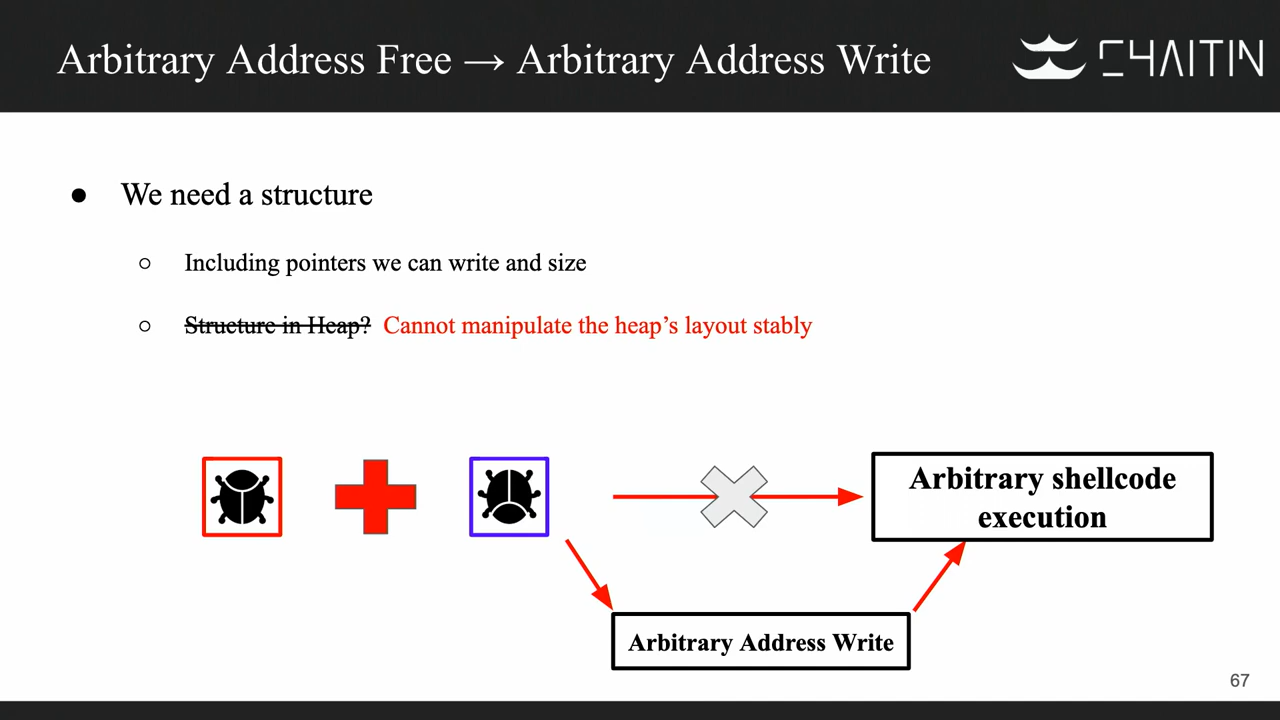 Arbitrary Address Free → Arbitrary Address Write
CHAITIN
● We need a structure
○ Including pointers we can write and size
○ Structure in Heap? Cannot manipulate the heap’s layout stably
Arbitrary shellcode
execution
Arbitrary Address Write
67